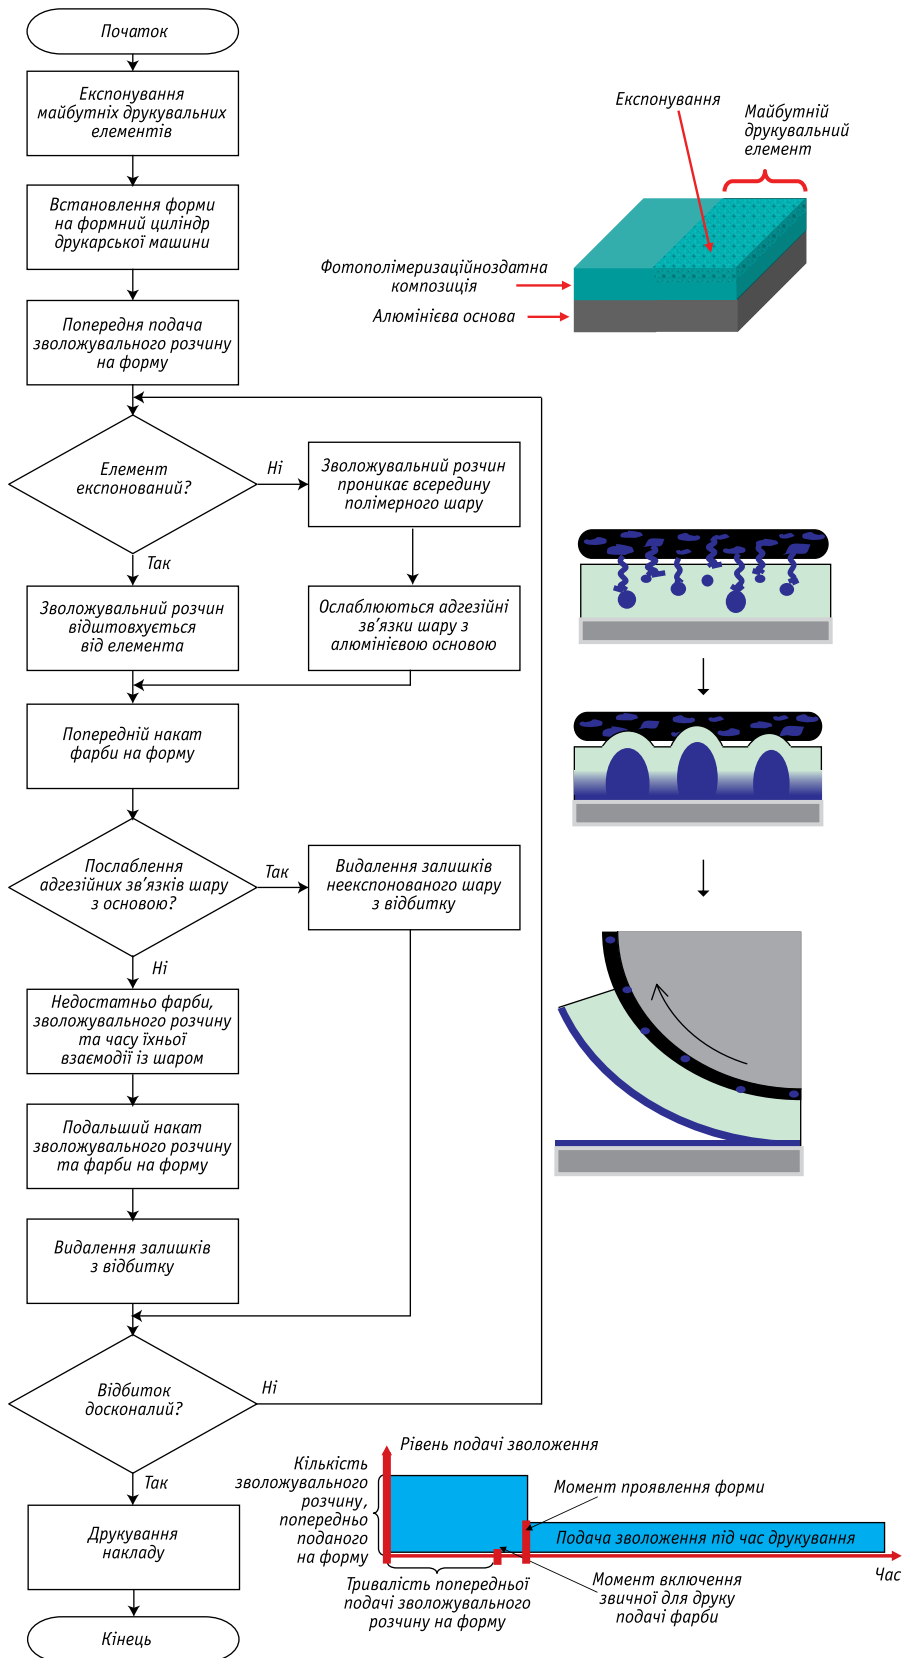 Початок
Експонування
майбутніх друкувальних
елементів
Встановлення форми
на формний циліндр
друкарської машини
Попередня подача
зволожувального розчину
на форму
Елемент
експонований?
Ні
Зволожувальний розчин
проникає всередину
полімерного шару
Так
Зволожувальний розчин
відштовхується
від елемента
Ослаблюються адгезійні
зв’язки шару з
алюмінієвою основою
Попередній накат
фарби на форму
Послаблення
адгезійних зв’язків шару
з основою?
Так
Видалення залишків
неекспонованого шару
з відбитку
Ні
Недостатньо фарби,
зволожувального розчину
та часу їхньої
взаємодії із шаром
Подальший накат
зволожувального розчину
та фарби на форму
Видалення залишків
з відбитку
Відбиток
досконалий?
Ні
Так
Друкування
накладу
Кінець
Експонування
Майбутній
друкувальний
елемент
Фотополімеризаційноздатна
композиція
Алюмінієва основа
Рівень подачі зволоження
Кількість
зволожувального
розчину,
попередньо
поданого
на форму
Момент проявлення форми
Подача зволоження під час друкування
Час
Тривалість попередньої
подачі зволожувального
розчину на форму
Момент включення
звичної для друку
подачі фарби